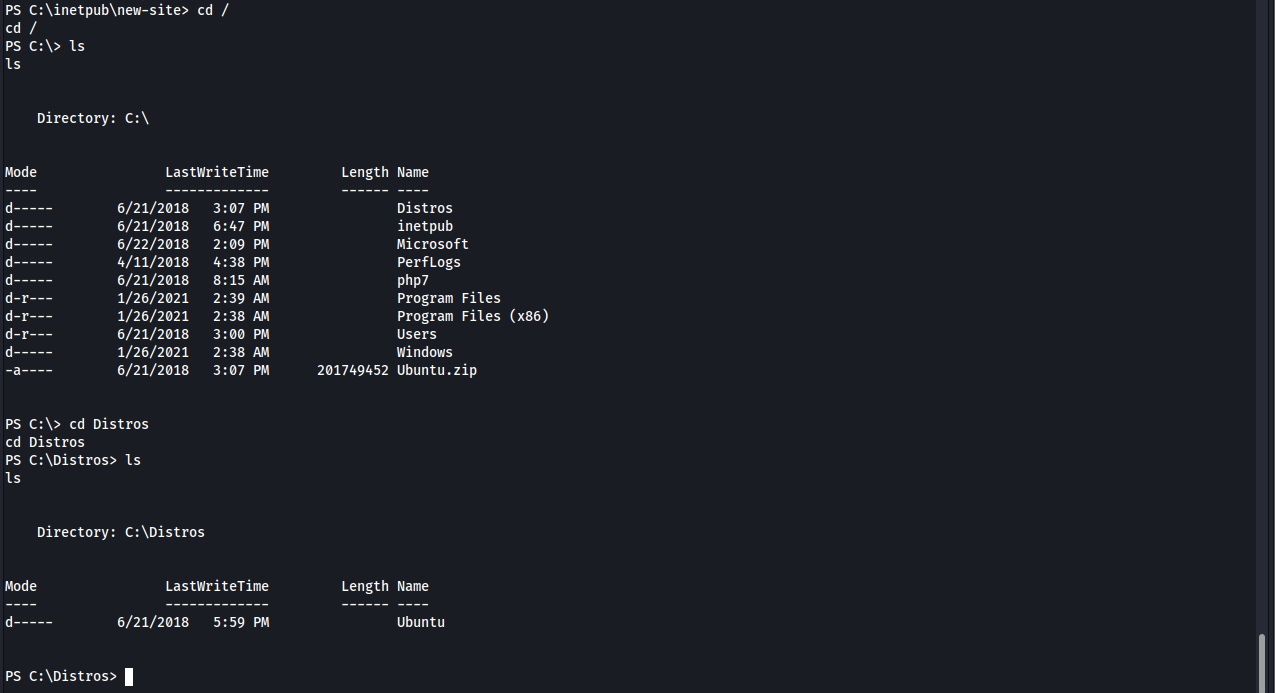 PS C:\inetpub\new-site> cd /
cd /
PS C:\> ls
ls
Directory: C:\
Mode LastWriteTime Length Name
---- ------------- ------ ----
d----- 6/21/2018 3:07 PM Distros
d----- 6/21/2018 6:47 PM inetpub
d----- 6/22/2018 2:09 PM Microsoft
d----- 4/11/2018 4:38 PM PerfLogs
d----- 6/21/2018 8:15 AM php7
d-r--- 1/26/2021 2:39 AM Program Files
d-r--- 1/26/2021 2:38 AM Program Files (x86)
d-r--- 6/21/2018 3:00 PM Users
d----- 1/26/2021 2:38 AM Windows
-a---- 6/21/2018 3:07 PM 201749452 Ubuntu.zip
PS C:\> cd Distros
cd Distros
PS C:\Distros> ls
ls
Directory: C:\Distros
Mode LastWriteTime Length Name
---- ------------- ------ ----
d----- 6/21/2018 5:59 PM Ubuntu
PS C:\Distros>